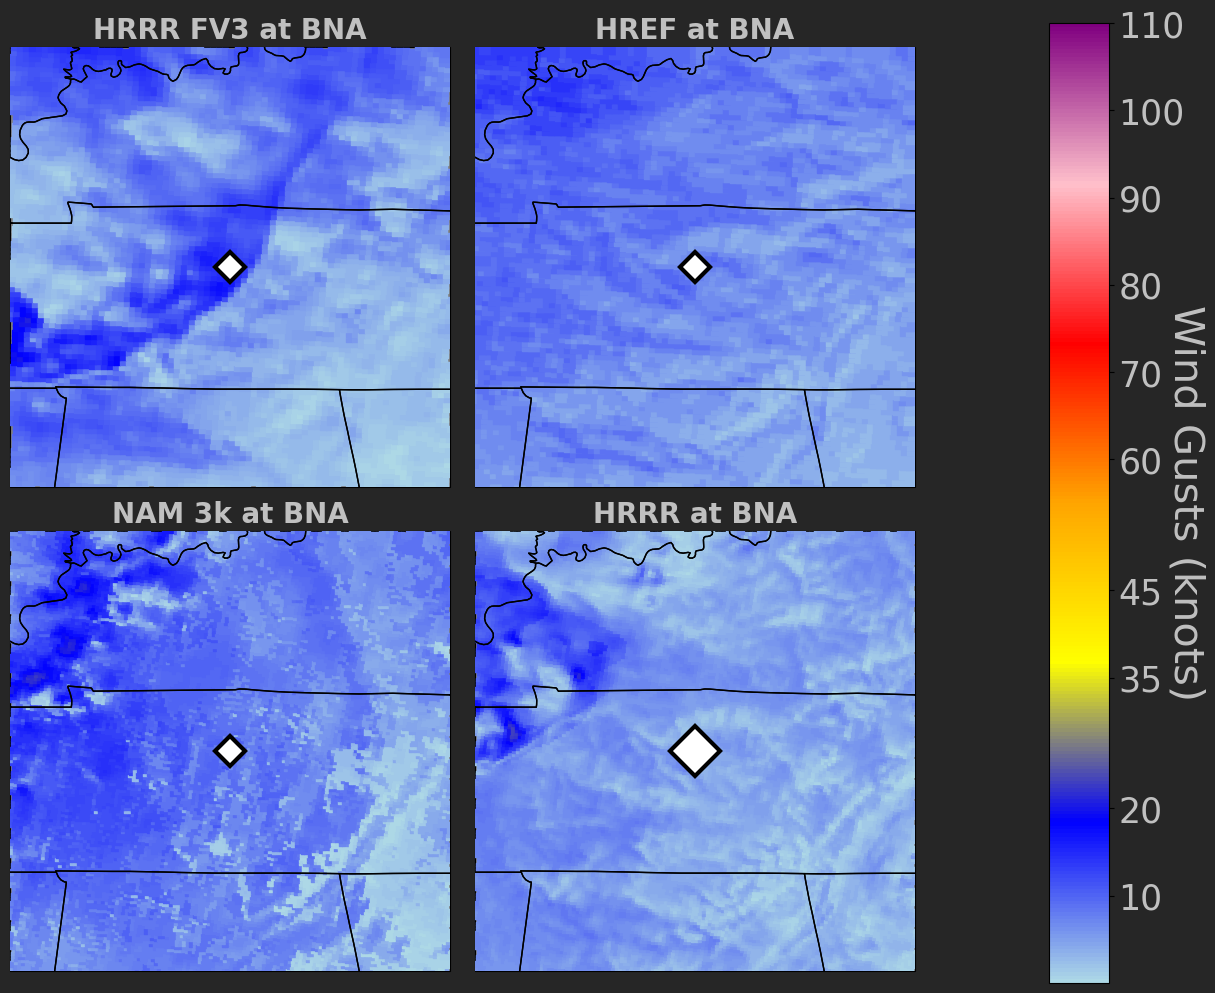 HRRR FV3 at BNA
HREF at BNA
NAM 3k at BNA
HRRR at BNA
110
100
90
80
70
60
45
35
20
10
Wind Gusts (knots)